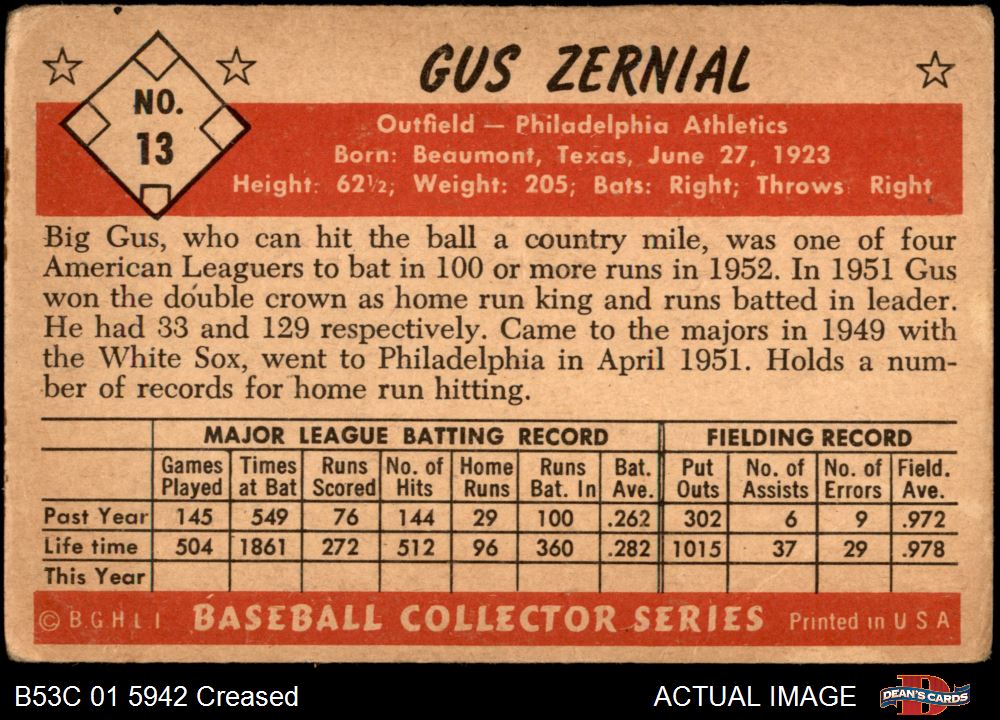 GUS ZERNIAL
NO.
13
Outfield — Philadelphia Athletics
Born: Beaumont, Texas, June 27, 1923
Height: 62½; Weight: 205; Bats: Right; Throws Right
Big Gus, who can hit the ball a country mile, was one of four
American Leaguers to bat in 100 or more runs in 1952. In 1951 Gus
won the double crown as home run king and runs batted in leader.
He had 33 and 129 respectively. Came to the majors in 1949 with
the White Sox, went to Philadelphia in April 1951. Holds a num-
ber of records for home run hitting.
MAJOR LEAGUE BATTING RECORD FIELDING RECORD
Games Times Runs No. of Home Runs Bat. Put No. of No. of Field.
Played at Bat Scored Hits Runs Bat. In Ave. Outs Assists Errors Ave.
Past Year 145 549 76 144 29 100 .262 302 6 9 .972
Life time 504 1861 272 512 96 360 .282 1015 37 29 .978
This Year
© B.G.H.L.I. BASEBALL COLLECTOR SERIES Printed in U S A
B53C 01 5942 Creased ACTUAL IMAGE DEAN'S CARDS